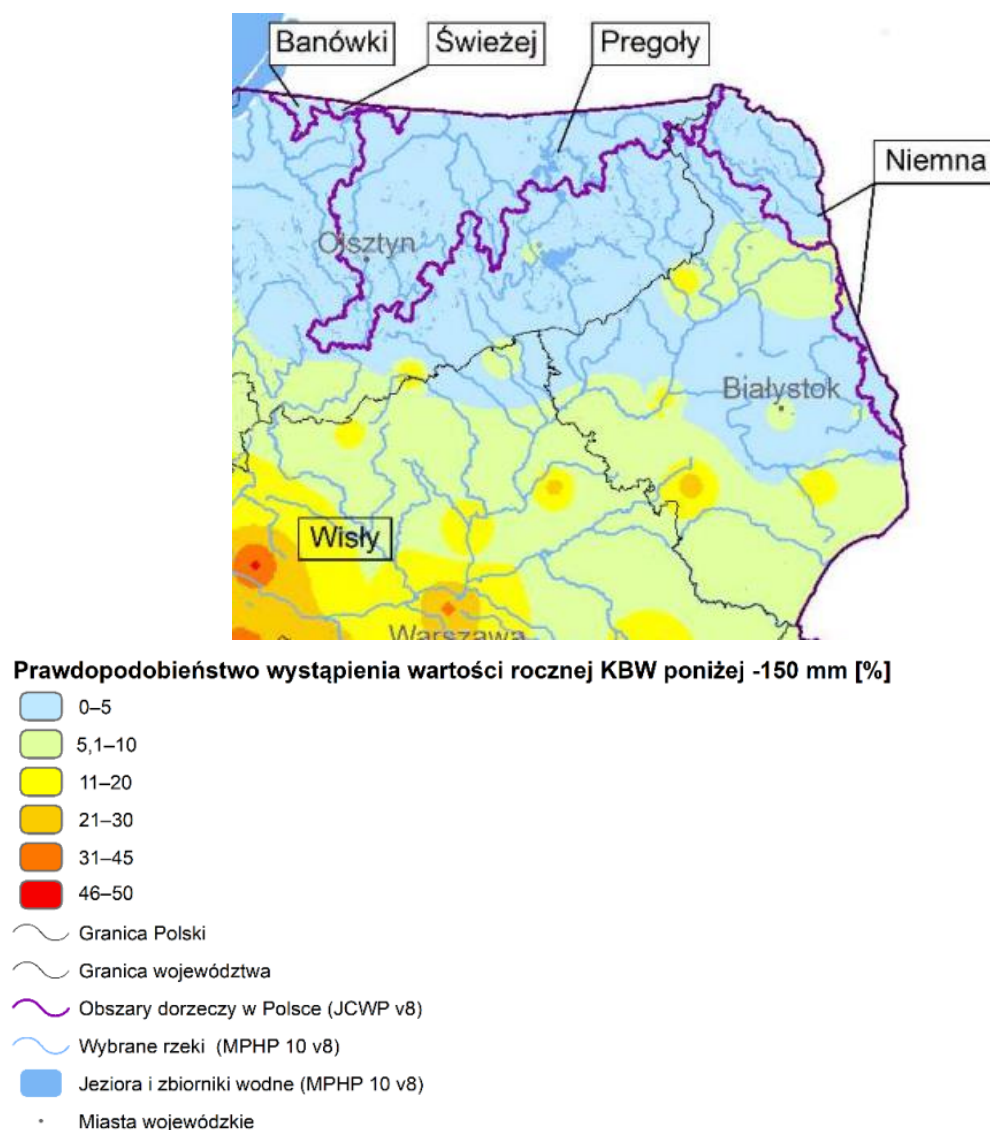 Banówki
Świeżej
Pregoły
Niemna
Olsztyn
Białystok
Wisły
Warszawa
Prawdopodobieństwo wystąpienia wartości rocznej KBW poniżej -150 mm [%]
0–5
5,1–10
11–20
21–30
31–45
46–50
Granica Polski
Granica województwa
Obszary dorzeczy w Polsce (JCWP v8)
Wybrane rzeki (MPHP 10 v8)
Jeziora i zbiorniki wodne (MPHP 10 v8)
Miasta wojewódzkie